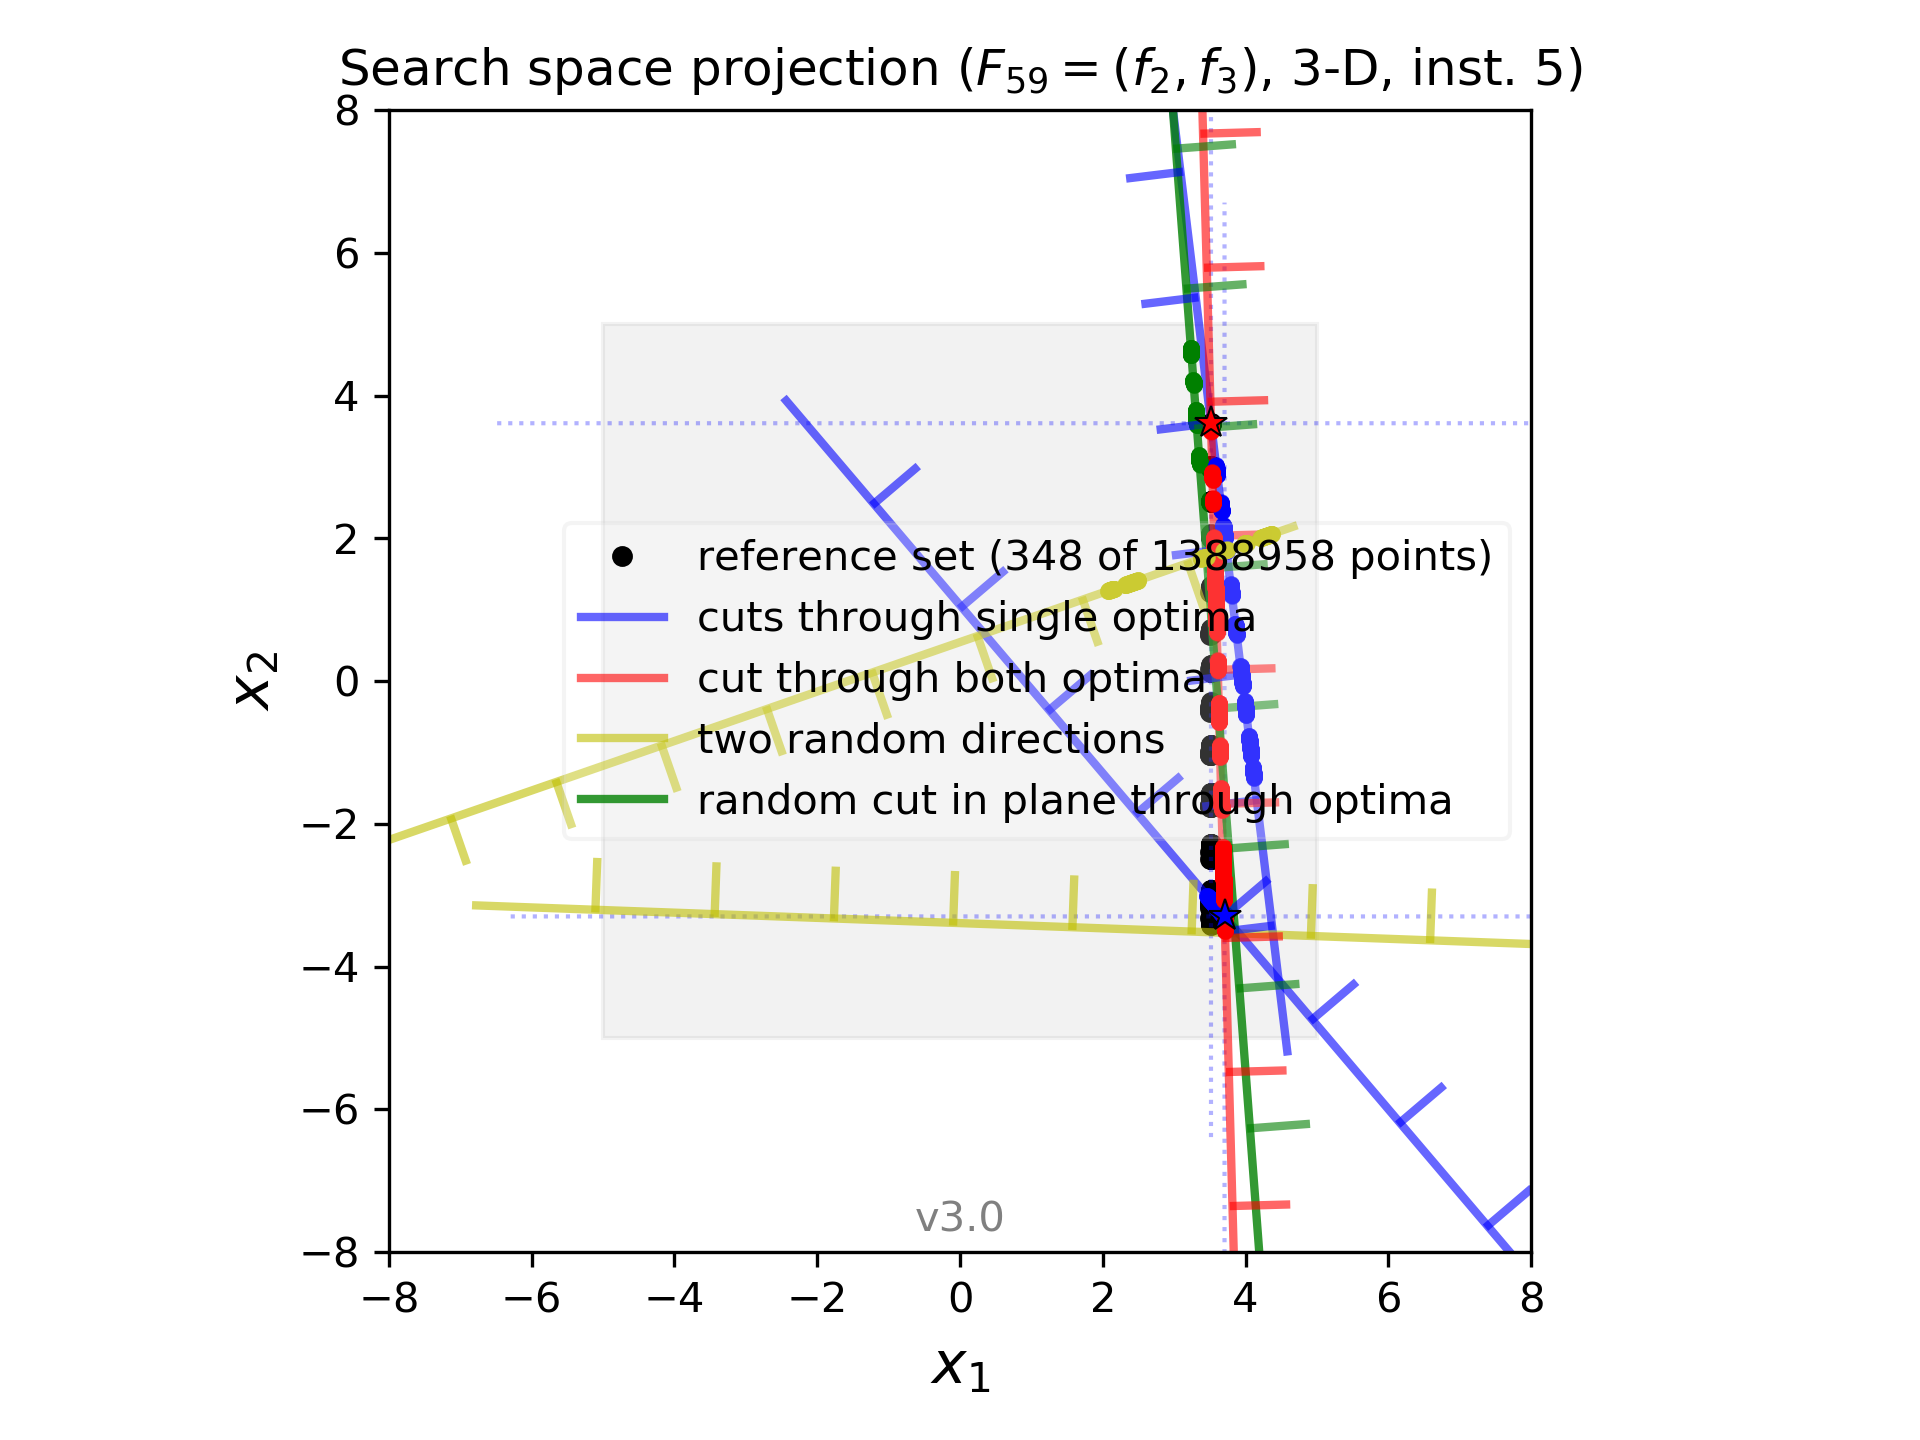 Search space projection (F₅₉ = (f₂, f₃), 3-D, inst. 5)
8
6
4
2
0
−2
−4
−6
−8
x₂
reference set (348 of 1388958 points)
cuts through single optima
cut through both optima
two random directions
random cut in plane through optima
v3.0
−8 −6 −4 −2 0 2 4 6 8
x₁